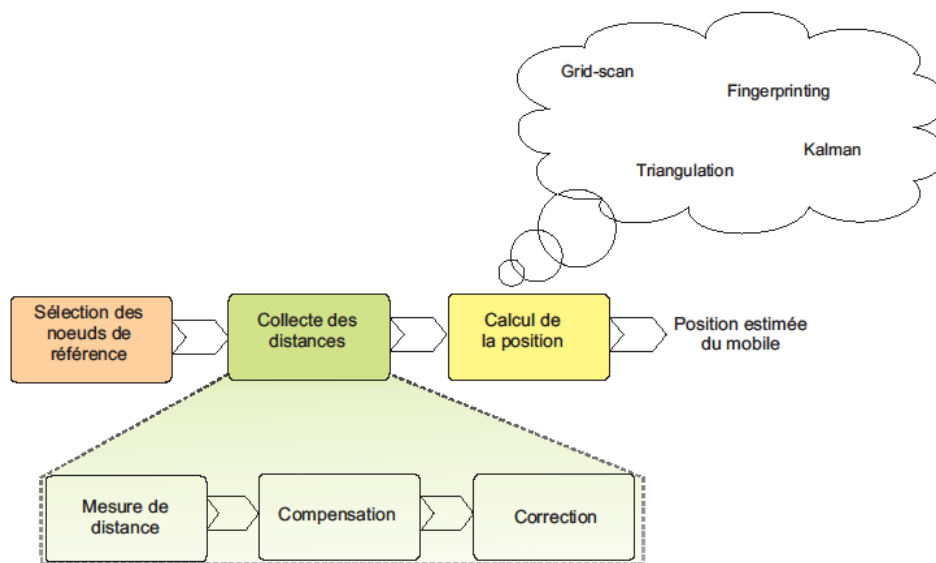 Grid-scan
Fingerprinting
Kalman
Triangulation
Sélection des
noeuds de
référence
Collecte des
distances
Calcul de
la position
Position estimée
du mobile
Mesure de
distance
Compensation
Correction